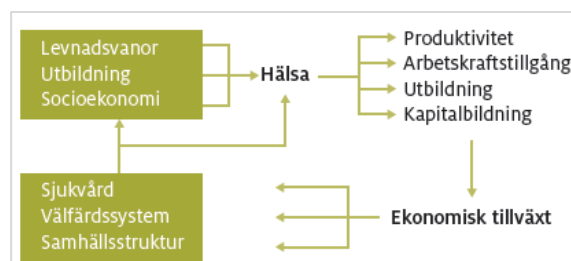 Levnadsvanor
Utbildning
Socioekonomi
Hälsa
Produktivitet
Arbetskraftstillgång
Utbildning
Kapitalbildning
Sjukvård
Välfärdssystem
Samhällsstruktur
Ekonomisk tillväxt